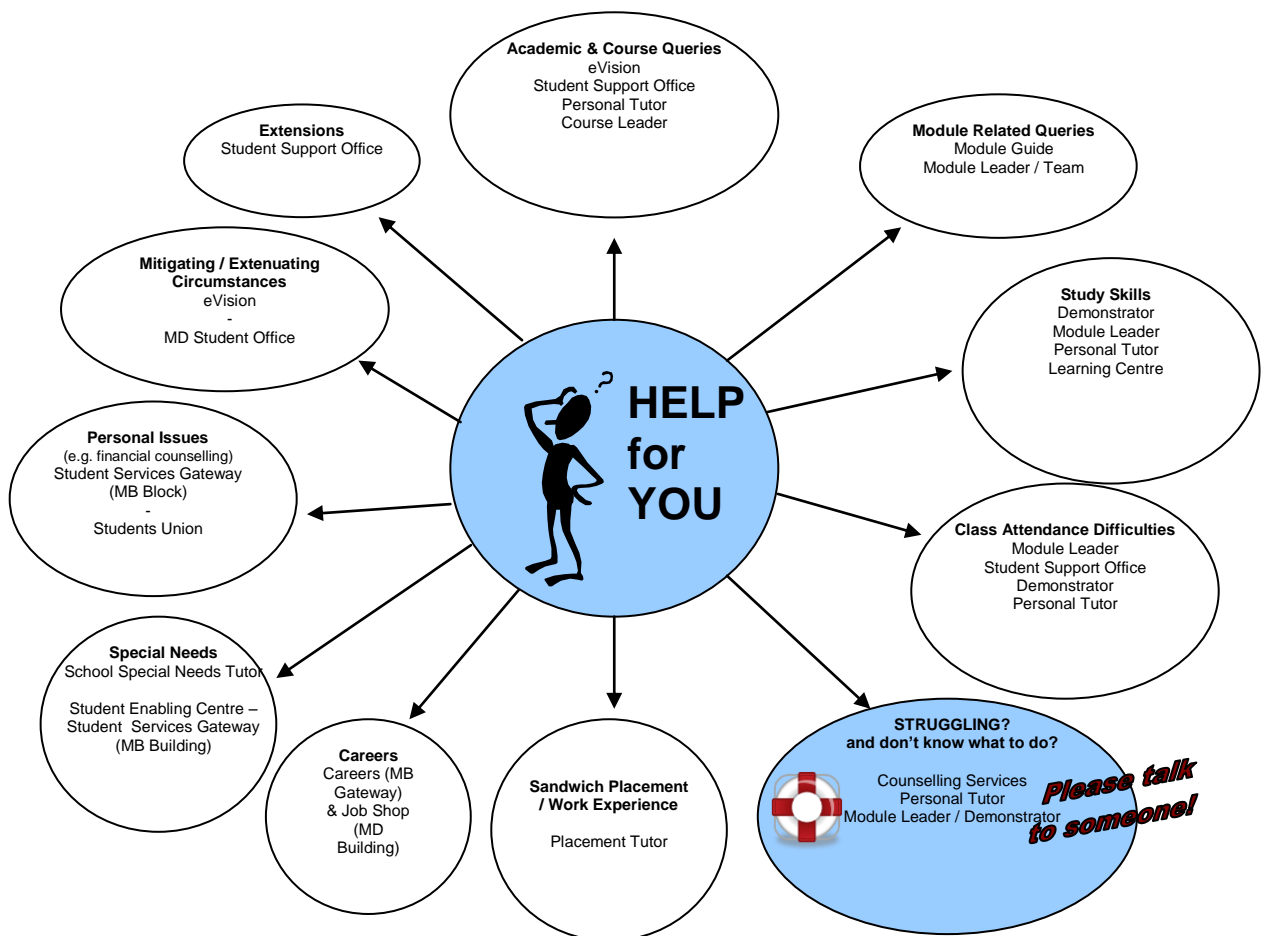 Academic & Course Queries
eVision
Student Support Office
Personal Tutor
Course Leader
Extensions
Student Support Office
Module Related Queries
Module Guide
Module Leader / Team
Mitigating / Extenuating
Circumstances
eVision
-
MD Student Office
Study Skills
Demonstrator
Module Leader
Personal Tutor
Learning Centre
?
HELP
for
YOU
Personal Issues
(e.g. financial counselling)
Student Services Gateway
(MB Block)
-
Students Union
Class Attendance Difficulties
Module Leader
Student Support Office
Demonstrator
Personal Tutor
Special Needs
School Special Needs Tutor
Student Enabling Centre –
Student Services Gateway
(MB Building)
Careers
Careers (MB
Gateway)
& Job Shop
(MD
Building)
Sandwich Placement
/ Work Experience
Placement Tutor
STRUGGLING?
and don't know what to do?
Counselling Services
Personal Tutor
Module Leader / Demonstrator
Please talk
to someone!